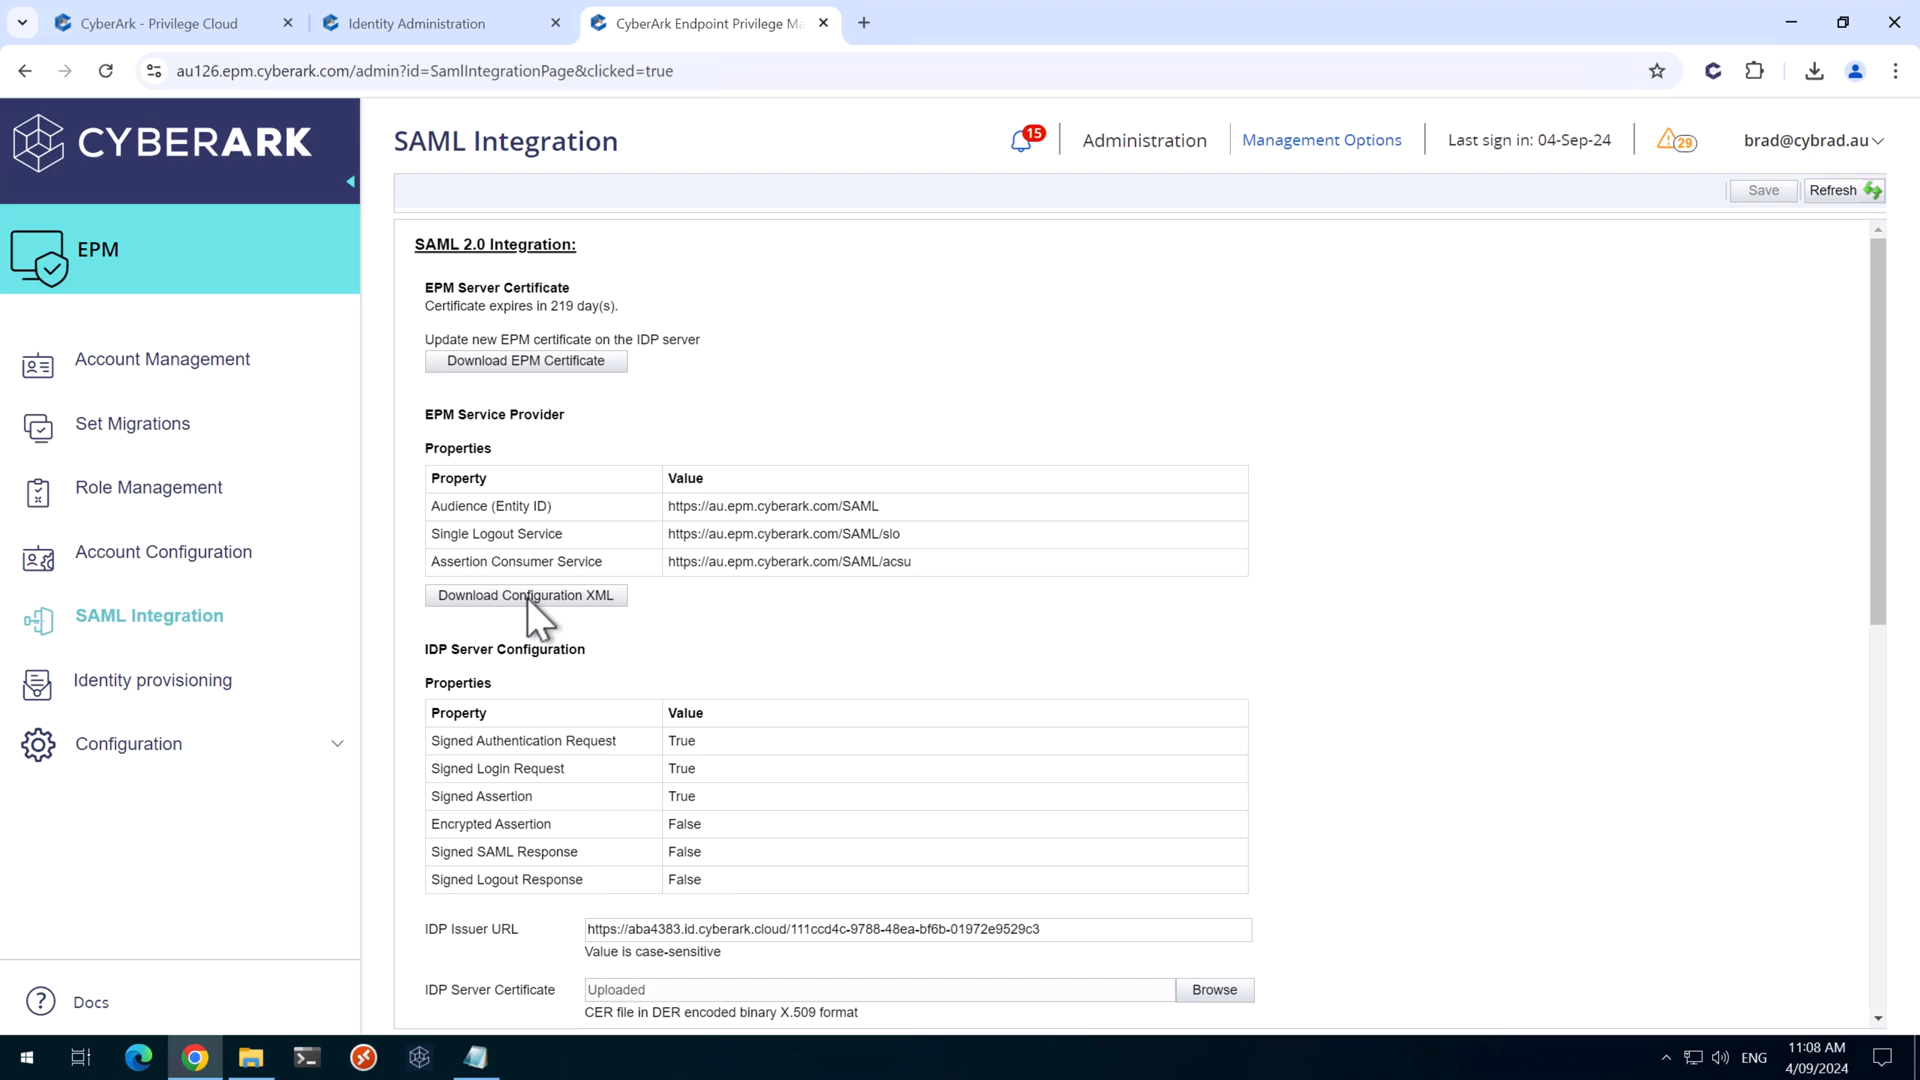 CyberArk - Privilege Cloud
Identity Administration
CyberArk Endpoint Privilege Ma
au126.epm.cyberark.com/admin?id=SamlIntegrationPage&clicked=true
CYBERARK
SAML Integration
15
Administration
Management Options
Last sign in: 04-Sep-24
29
brad@cybrad.au
Save
Refresh
EPM
Account Management
Set Migrations
Role Management
Account Configuration
SAML Integration
Identity provisioning
Configuration
Docs
SAML 2.0 Integration:
EPM Server Certificate
Certificate expires in 219 day(s).
Update new EPM certificate on the IDP server
Download EPM Certificate
EPM Service Provider
Properties
Property Value
Audience (Entity ID) https://au.epm.cyberark.com/SAML
Single Logout Service https://au.epm.cyberark.com/SAML/slo
Assertion Consumer Service https://au.epm.cyberark.com/SAML/acsu
Download Configuration XML
IDP Server Configuration
Properties
Property Value
Signed Authentication Request True
Signed Login Request True
Signed Assertion True
Encrypted Assertion False
Signed SAML Response False
Signed Logout Response False
IDP Issuer URL https://aba4383.id.cyberark.cloud/111ccd4c-9788-48ea-bf6b-01972e9529c3
Value is case-sensitive
IDP Server Certificate Uploaded Browse
CER file in DER encoded binary X.509 format
ENG
11:08 AM
4/09/2024